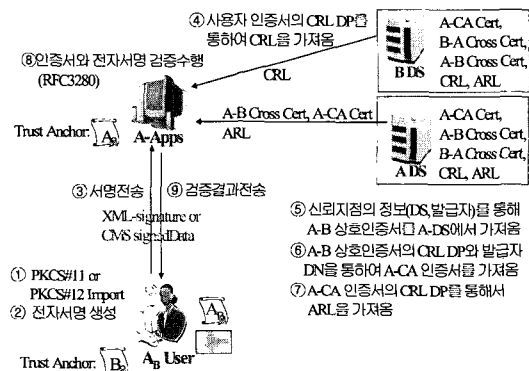 ④ 사용자 인증서의 CRL DP를
통하여 CRL을 가져옴
A-CA Cert,
B-A Cross Cert,
A-B Cross Cert,
CRL, ARL
B DS
⑧인증서와 전자서명 검증수행
(RFC3280)
CRL
Trust Anchor:
A-Apps
A-B Cross Cert, A-CA Cert
ARL
A-CA Cert,
A-B Cross Cert,
B-A Cross Cert,
CRL, ARL
A DS
③ 서명전송
⑨ 검증결과전송
XML-signature or
CMS signedData
⑤ 신뢰지점의 정보(DS,발급자)를 통해
A-B 상호인증서를 A-DS에서 가져옴
⑥ A-B 상호인증서의 CRL DP와 발급자
DN을 통하여 A-CA 인증서를 가져옴
⑦ A-CA 인증서의 CRL DP를 통해서
ARL을 가져옴
① PKCS#11 or
PKCS#12 Import
② 전자서명 생성
A_B
Trust Anchor:
A_B User